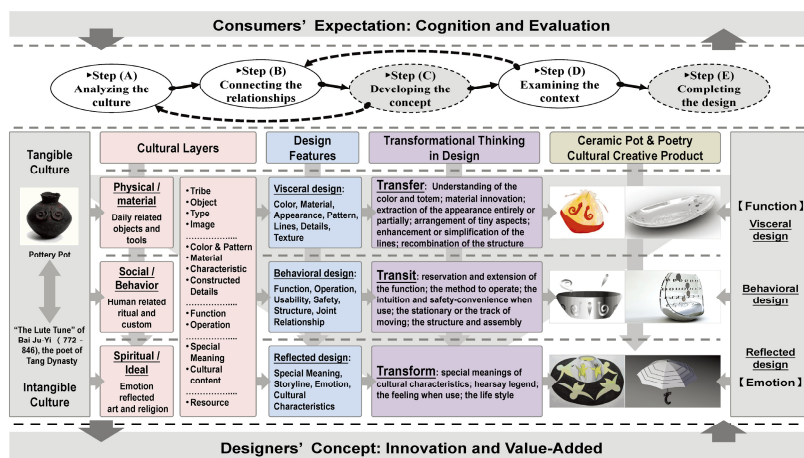 Consumers' Expectation: Cognition and Evaluation
▸Step (A)
Analyzing the
culture
▸Step (B)
Connecting the
relationships
▸Step (C)
Developing the
concept
▸Step (D)
Examining the
context
▸Step (E)
Completing
the design
Tangible
Culture
Pottery Pot
"The Lute Tune" of
Bai Ju-Yi ( 772 -
846), the poet of
Tang Dynasty
Intangible
Culture
Cultural Layers
Physical /
material
Daily related
objects and
tools
Social /
Behavior
Human related
ritual and
custom
Spiritual /
Ideal
Emotion
reflected
art and religion
•Tribe
•Object
•Type
•Image
..................
•Color & Pattern
•Material
•Characteristic
•Constructed
Details
..................
•Function
•Operation
..................
•Special
Meaning
•Cultural
content
..................
•Resource
Design
Features
Visceral design:
Color, Material,
Appearance, Pattern,
Lines, Details,
Texture
Behavioral design:
Function, Operation,
Usability, Safety,
Structure, Joint
Relationship
Reflected design:
Special Meaning,
Storyline, Emotion,
Cultural
Characteristics
Transformational Thinking
in Design
Transfer: Understanding of the
color and totem; material innovation;
extraction of the appearance entirely or
partially; arrangement of tiny aspects;
enhancement or simplification of the
lines; recombination of the structure
Transit: reservation and extension of
the function; the method to operate; the
intuition and safety-convenience when
use; the stationary or the track of
moving; the structure and assembly
Transform: special meanings of
cultural characteristics; hearsay legend,
the feeling when use; the life style
Ceramic Pot & Poetry
Cultural Creative Product
【Function】
Visceral
design
Behavioral
design
Reflected
design
【Emotion】
Designers' Concept: Innovation and Value-Added